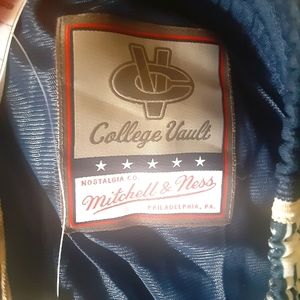 VC
College Vault
NOSTALGIA CO.
Mitchell & Ness
PHILADELPHIA, PA.